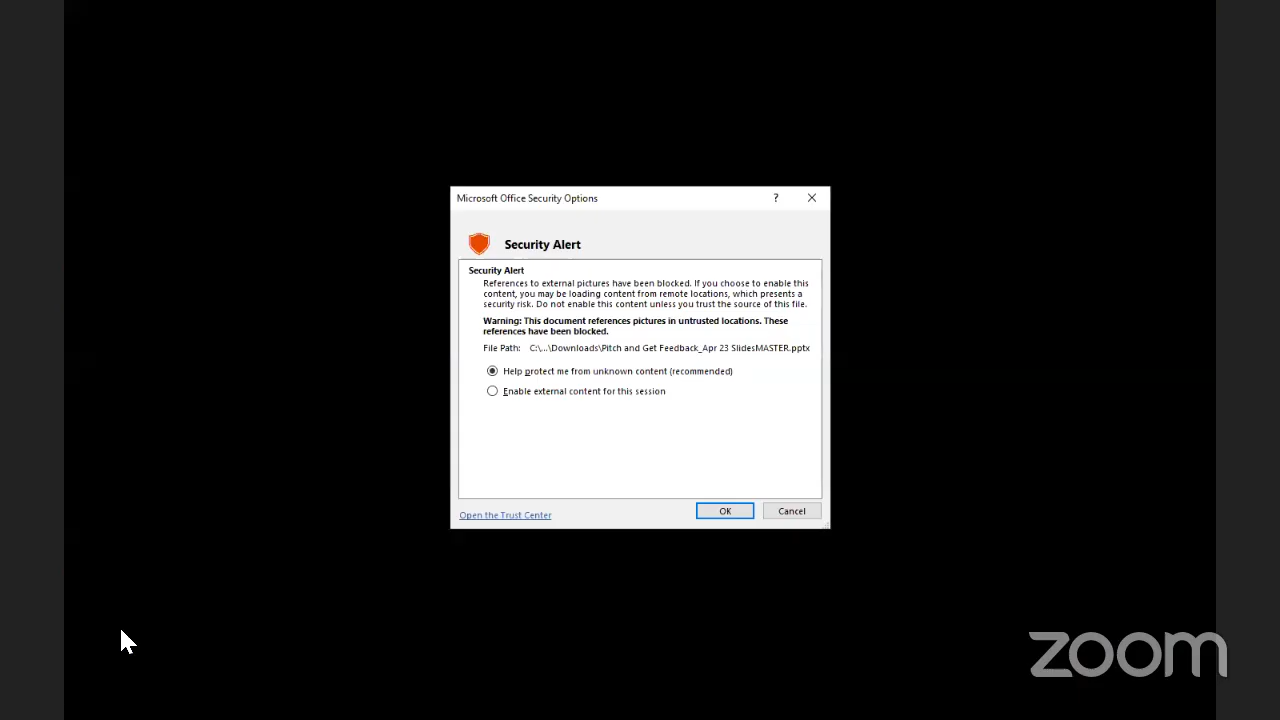 Microsoft Office Security Options
?
Security Alert
Security Alert
References to external pictures have been blocked. If you choose to enable this
content, you may be loading content from remote locations, which presents a
security risk. Do not enable this content unless you trust the source of this file.
Warning: This document references pictures in untrusted locations. These
references have been blocked.
File Path: C:\...\Downloads\Pitch and Get Feedback_Apr 23 SlidesMASTER.pptx
Help protect me from unknown content (recommended)
Enable external content for this session
Open the Trust Center
OK
Cancel
zoom